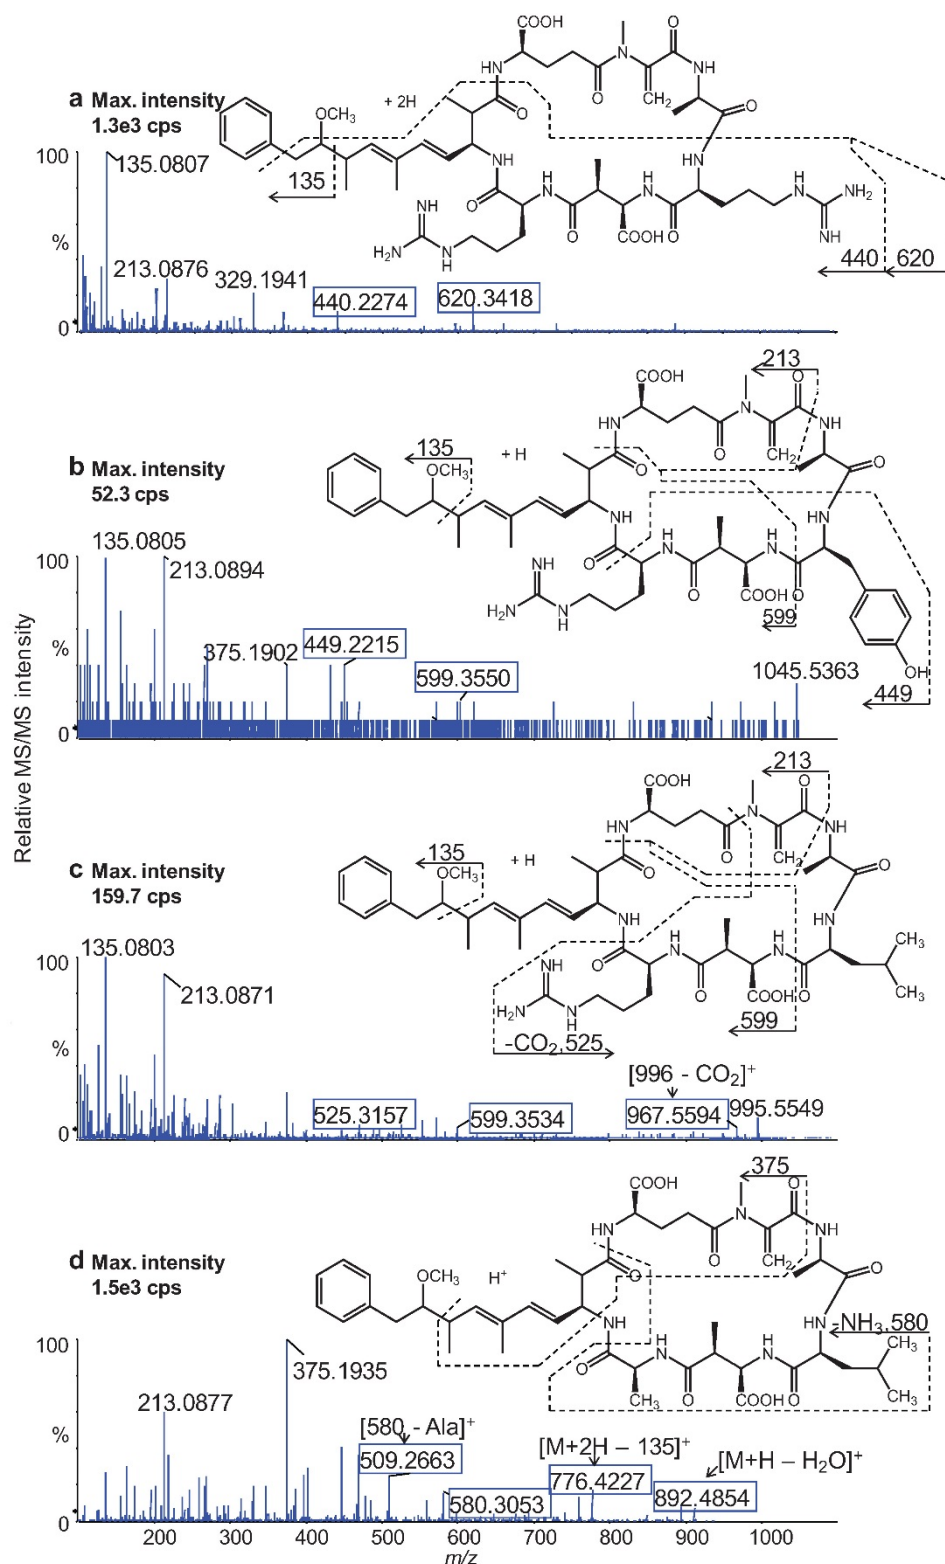 a Max. intensity
1.3e3 cps
COOH
HN
O
N
CH2
O
NH
O
+ 2H
OCH3
135
NH
O
H2N
NH
N
H
H
N
O
COOH
H
N
O
HN
H
N
NH2
NH
440
620
100
%
0
135.0807
213.0876
329.1941
440.2274
620.3418
b Max. intensity
52.3 cps
COOH
HN
O
N
CH2
O
213
NH
O
135
OCH3
+ H
O
NH
O
NH
H2N
N
H
H
N
O
COOH
H
N
O
HN
OH
599
449
100
%
0
135.0805
213.0894
375.1902
449.2215
599.3550
1045.5363
Relative MS/MS intensity
c Max. intensity
159.7 cps
COOH
HN
O
N
CH2
O
213
NH
O
135
OCH3
+ H
O
NH
O
NH
H2N
N
H
H
N
O
COOH
H
N
O
HN
CH3
CH3
599
-CO2,525
100
%
0
135.0803
213.0871
525.3157
599.3534
[996 - CO2]+
967.5594
995.5549
d Max. intensity
1.5e3 cps
COOH
HN
O
N
CH2
O
375
NH
O
OCH3
H+
O
NH
O
CH3
H
N
O
COOH
H
N
O
HN
-NH3,580
CH3
CH3
100
%
0
213.0877
375.1935
[580 - Ala]+
509.2663
580.3053
[M+2H – 135]+
776.4227
[M+H – H2O]+
892.4854
200 300 400 500 600 700 800 900 1000
m/z